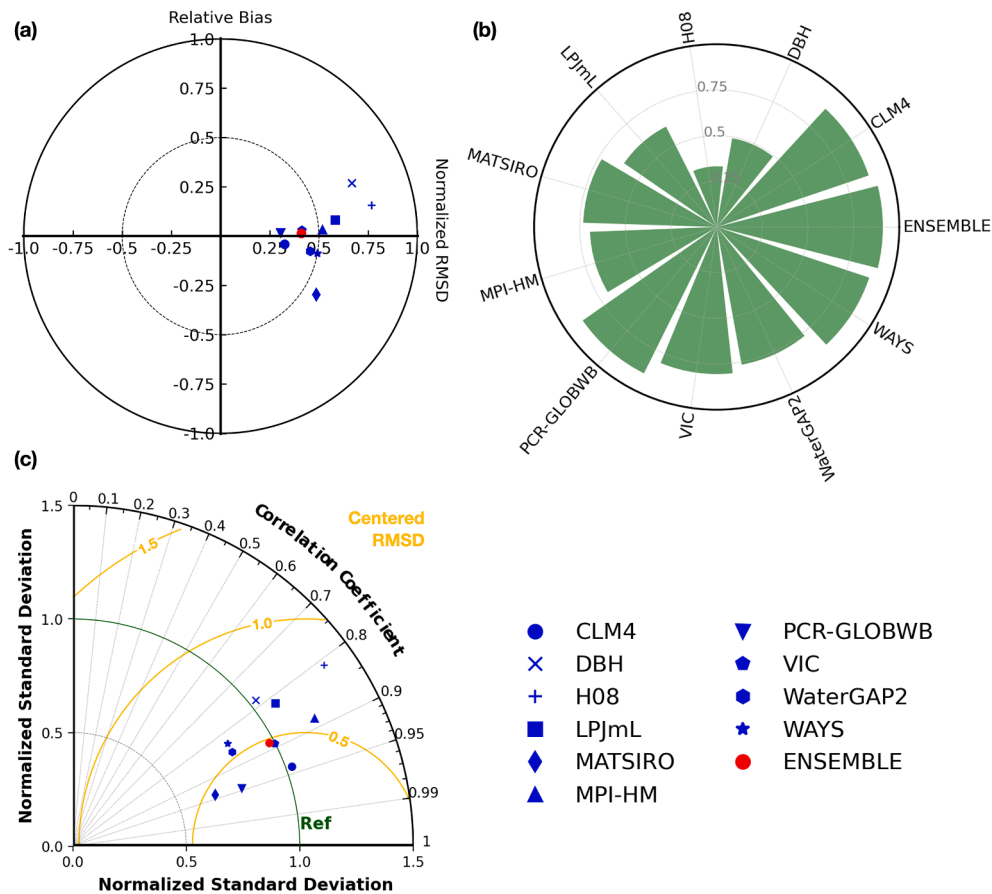 (a)
Relative Bias
1.0
0.75
0.5
0.25
-1.0
-0.75
-0.5
-0.25
0.25
0.5
0.75
1.0
-0.25
-0.5
-0.75
-1.0
Normalized RMSD
(b)
H08
DBH
LPJmL
CLM4
MATSIRO
ENSEMBLE
MPI-HM
WAYS
PCR-GLOBWB
VIC
WaterGAP2
0.75
0.5
(c)
1.5
1.0
0.5
0.0
Normalized Standard Deviation
0
0.1
0.2
0.3
0.4
0.5
0.6
0.7
0.8
0.9
0.95
0.99
1
Correlation Coefficient
Centered
RMSD
1.5
1.0
0.5
Ref
0.0
0.5
1.0
1.5
Normalized Standard Deviation
CLM4
DBH
H08
LPJmL
MATSIRO
MPI-HM
PCR-GLOBWB
VIC
WaterGAP2
WAYS
ENSEMBLE